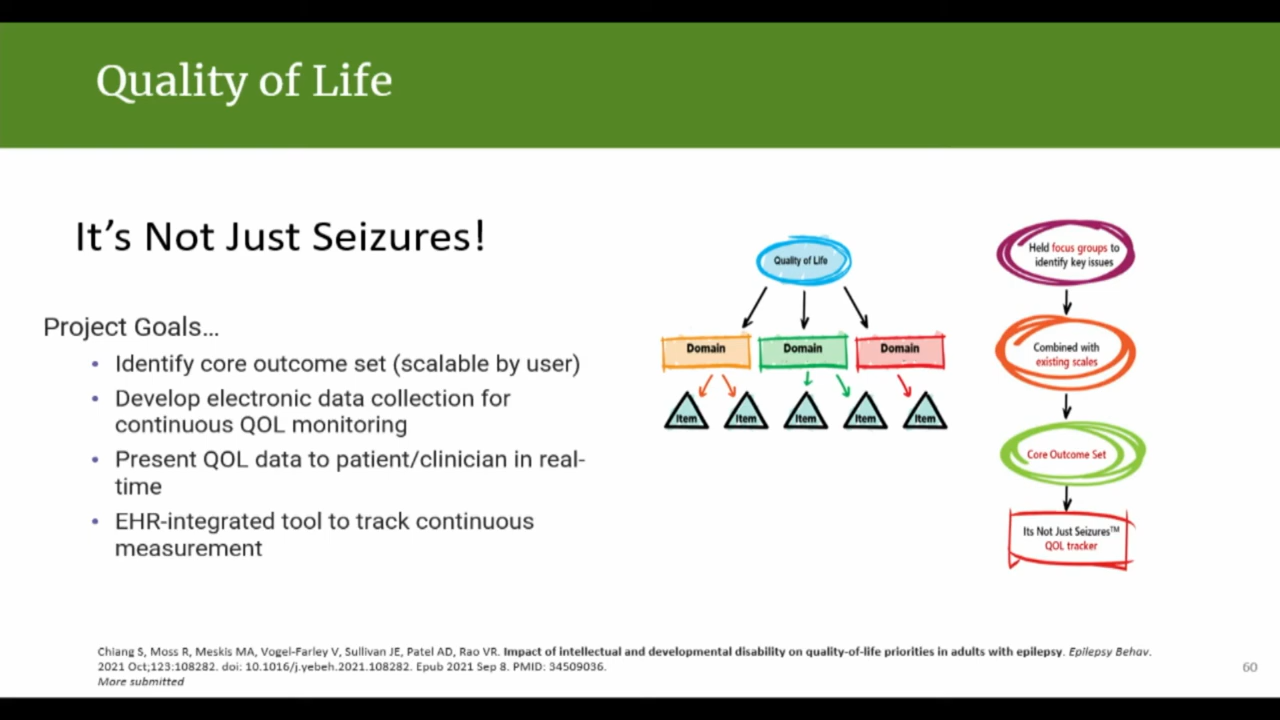 Quality of Life
It's Not Just Seizures!
Project Goals…
• Identify core outcome set (scalable by user)
• Develop electronic data collection for
continuous QOL monitoring
• Present QOL data to patient/clinician in real-
time
• EHR-integrated tool to track continuous
measurement
Quality of Life
Domain Domain Domain
Item Item Item Item Item
Held focus groups to
identify key issues
Combined with
existing scales
Core Outcome Set
Its Not Just Seizures™
QOL tracker
Chiang S, Moss R, Meskis MA, Vogel-Farley V, Sullivan JE, Patel AD, Rao VR. Impact of intellectual and developmental disability on quality-of-life priorities in adults with epilepsy. Epilepsy Behav.
2021 Oct;123:108282. doi: 10.1016/j.yebeh.2021.108282. Epub 2021 Sep 8. PMID: 34509036.
More submitted
60